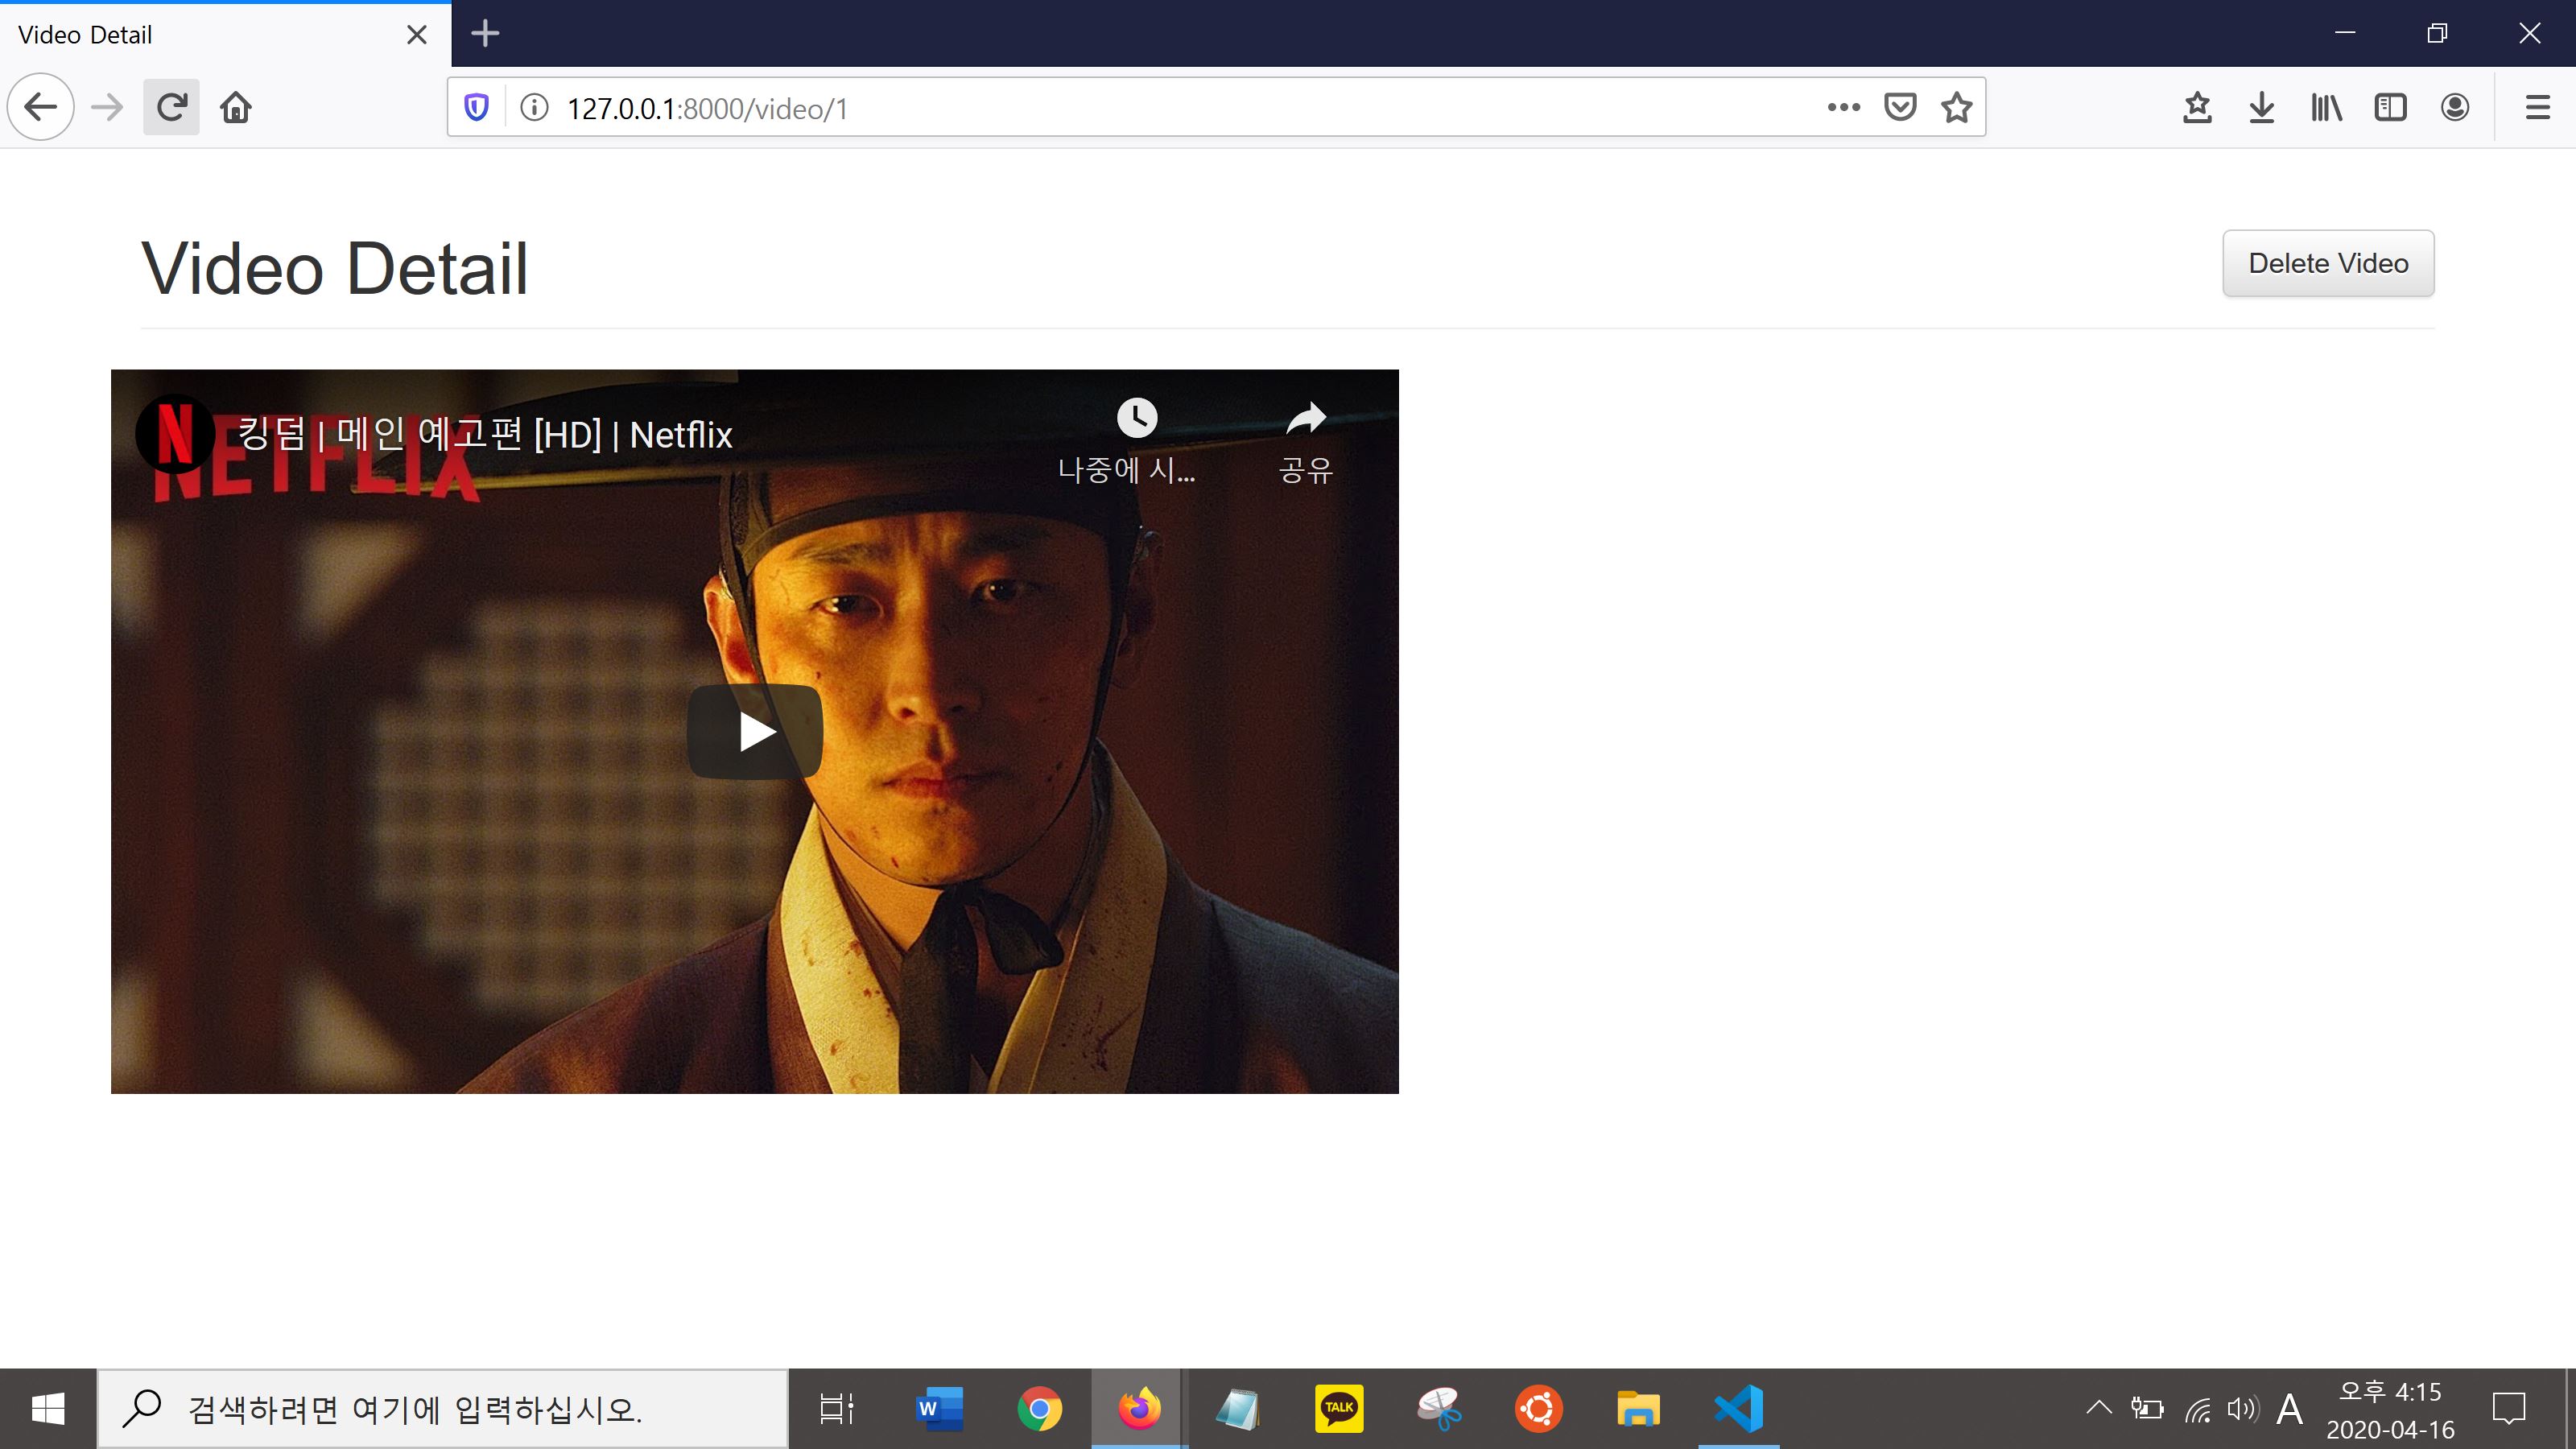 Video Detail
127.0.0.1:8000/video/1
Video Detail
Delete Video
NETFLIX
N
킹덤 | 메인 예고편 [HD] | Netflix
나중에 시...
공유
검색하려면 여기에 입력하십시오.
W
TALK
A
오후 4:15
2020-04-16